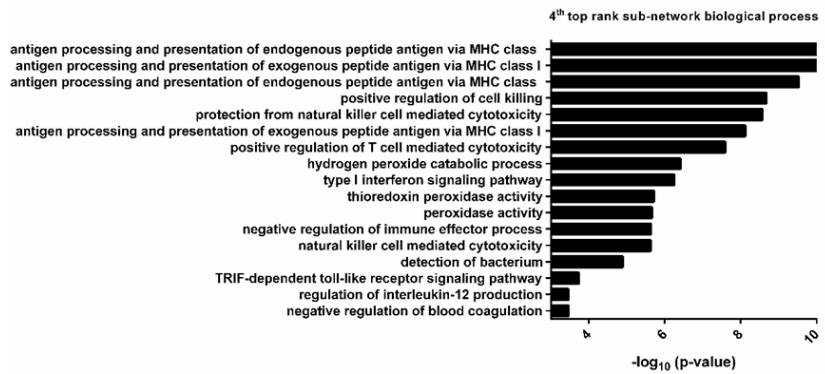 4th top rank sub-network biological process
antigen processing and presentation of endogenous peptide antigen via MHC class
antigen processing and presentation of exogenous peptide antigen via MHC class I
antigen processing and presentation of endogenous peptide antigen via MHC class
positive regulation of cell killing
protection from natural killer cell mediated cytotoxicity
antigen processing and presentation of exogenous peptide antigen via MHC class I
positive regulation of T cell mediated cytotoxicity
hydrogen peroxide catabolic process
type I interferon signaling pathway
thioredoxin peroxidase activity
peroxidase activity
negative regulation of immune effector process
natural killer cell mediated cytotoxicity
detection of bacterium
TRIF-dependent toll-like receptor signaling pathway
regulation of interleukin-12 production
negative regulation of blood coagulation
4 6 8 10
-log10 (p-value)